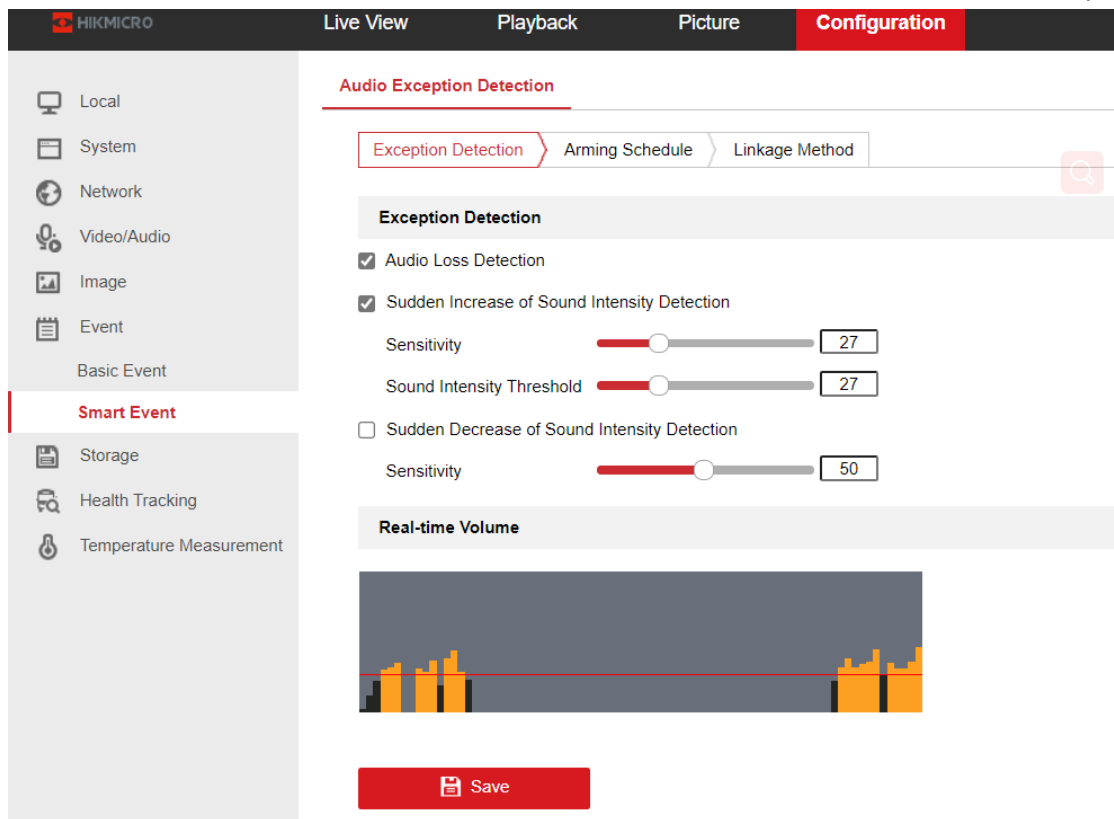 HIKMICRO Live View Playback Picture Configuration
Audio Exception Detection
Local
System
Network
Video/Audio
Image
Event
Basic Event
Smart Event
Storage
Health Tracking
Temperature Measurement
Exception Detection Arming Schedule Linkage Method
Exception Detection
Audio Loss Detection
Sudden Increase of Sound Intensity Detection
Sensitivity 27
Sound Intensity Threshold 27
Sudden Decrease of Sound Intensity Detection
Sensitivity 50
Real-time Volume
Save